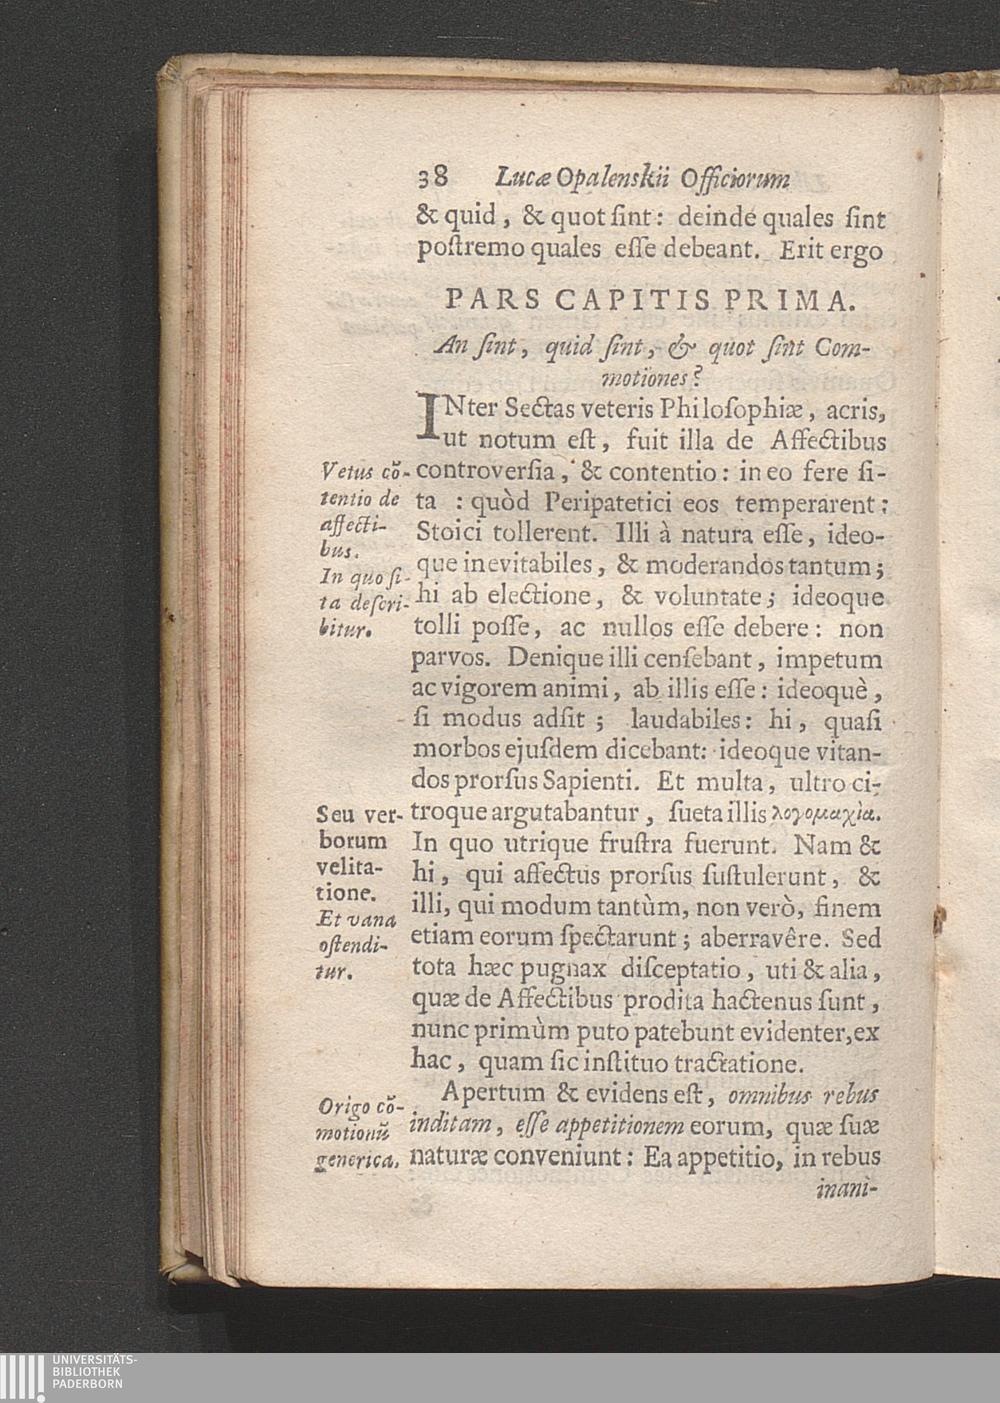 38 Lucæ Opalenskii Officiorum
& quid, & quot ſint: deinde quales ſint
poſtremo quales eſſe debeant. Erit ergo
PARS CAPITIS PRIMA.
An ſint, quid ſint, & quot ſint Com-
motiones?
INter Sectas veteris Philoſophiæ, acris,
ut notum eſt, fuit illa de Affectibus
controverſia, & contentio: in eo fere ſi-
ta : quòd Peripatetici eos temperarent:
Stoici tollerent. Illi à natura eſſe, ideo-
que inevitabiles, & moderandos tantum;
hi ab electione, & voluntate; ideoque
tolli poſſe, ac nullos eſſe debere: non
parvos. Denique illi cenſebant, impetum
ac vigorem animi, ab illis eſſe: ideoquè,
ſi modus adſit; laudabiles: hi, quaſi
morbos ejuſdem dicebant: ideoque vitan-
dos prorſus Sapienti. Et multa, ultro ci-
troque argutabantur, ſueta illis λογομαχία.
In quo utrique fruſtra fuerunt. Nam &
hi, qui affectus prorſus ſuſtulerunt, &
illi, qui modum tantùm, non verò, finem
etiam eorum ſpectarunt; aberravêre. Sed
tota hæc pugnax diſceptatio, uti & alia,
quæ de Affectibus prodita hactenus ſunt,
nunc primùm puto patebunt evidenter, ex
hac, quam ſic inſtituo tractatione.
Apertum & evidens eſt, omnibus rebus
inditam, eſſe appetitionem eorum, quæ ſuæ
naturæ conveniunt: Ea appetitio, in rebus
inani-
Vetus cõ-
tentio de
affecti-
bus.
In quo ſi-
ta deſcri-
bitur.
Seu ver-
borum
velita-
tione.
Et vana
oſtendi-
tur.
Origo cõ-
motionũ
generica.
UNIVERSITÄTS-
BIBLIOTHEK
PADERBORN